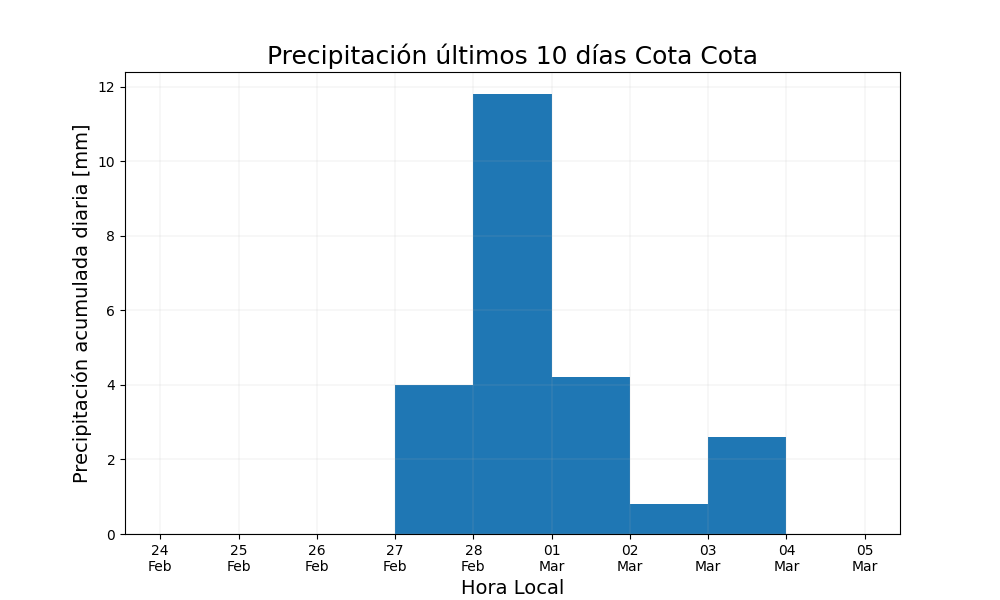 Precipitación últimos 10 días Cota Cota
Precipitación acumulada diaria [mm]
12
10
8
6
4
2
0
24 25 26 27 28 01 02 03 04 05
Feb Feb Feb Feb Feb Mar Mar Mar Mar Mar
Hora Local